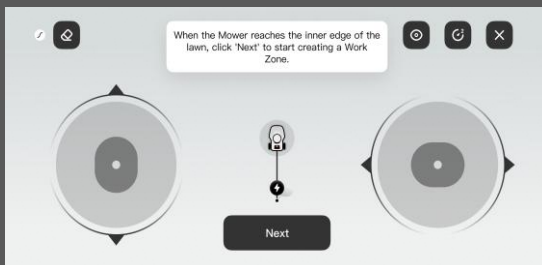 When the Mower reaches the inner edge of the
lawn, click 'Next' to start creating a Work
Zone.
Next